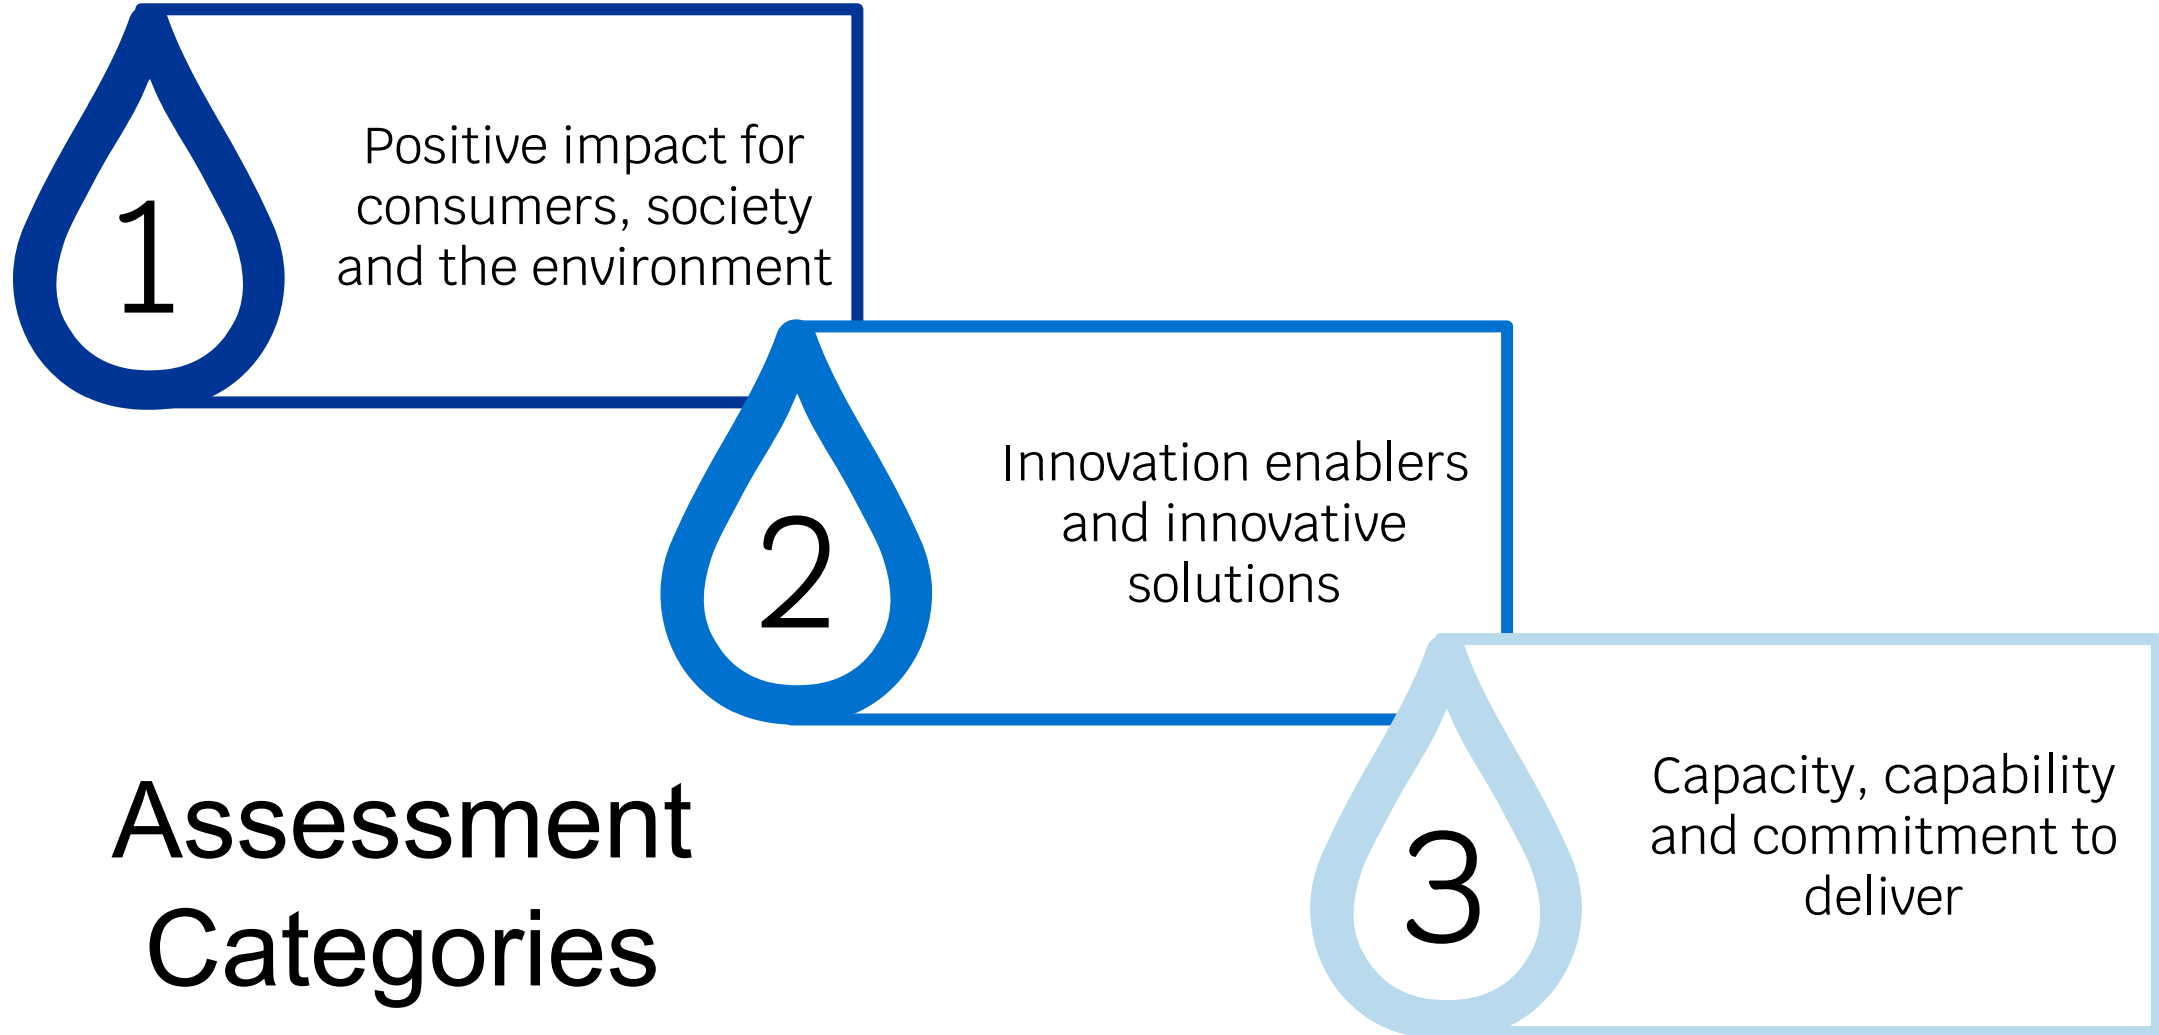 1
Positive impact for
consumers, society
and the environment
2
Innovation enablers
and innovative
solutions
3
Capacity, capability
and commitment to
deliver
Assessment
Categories